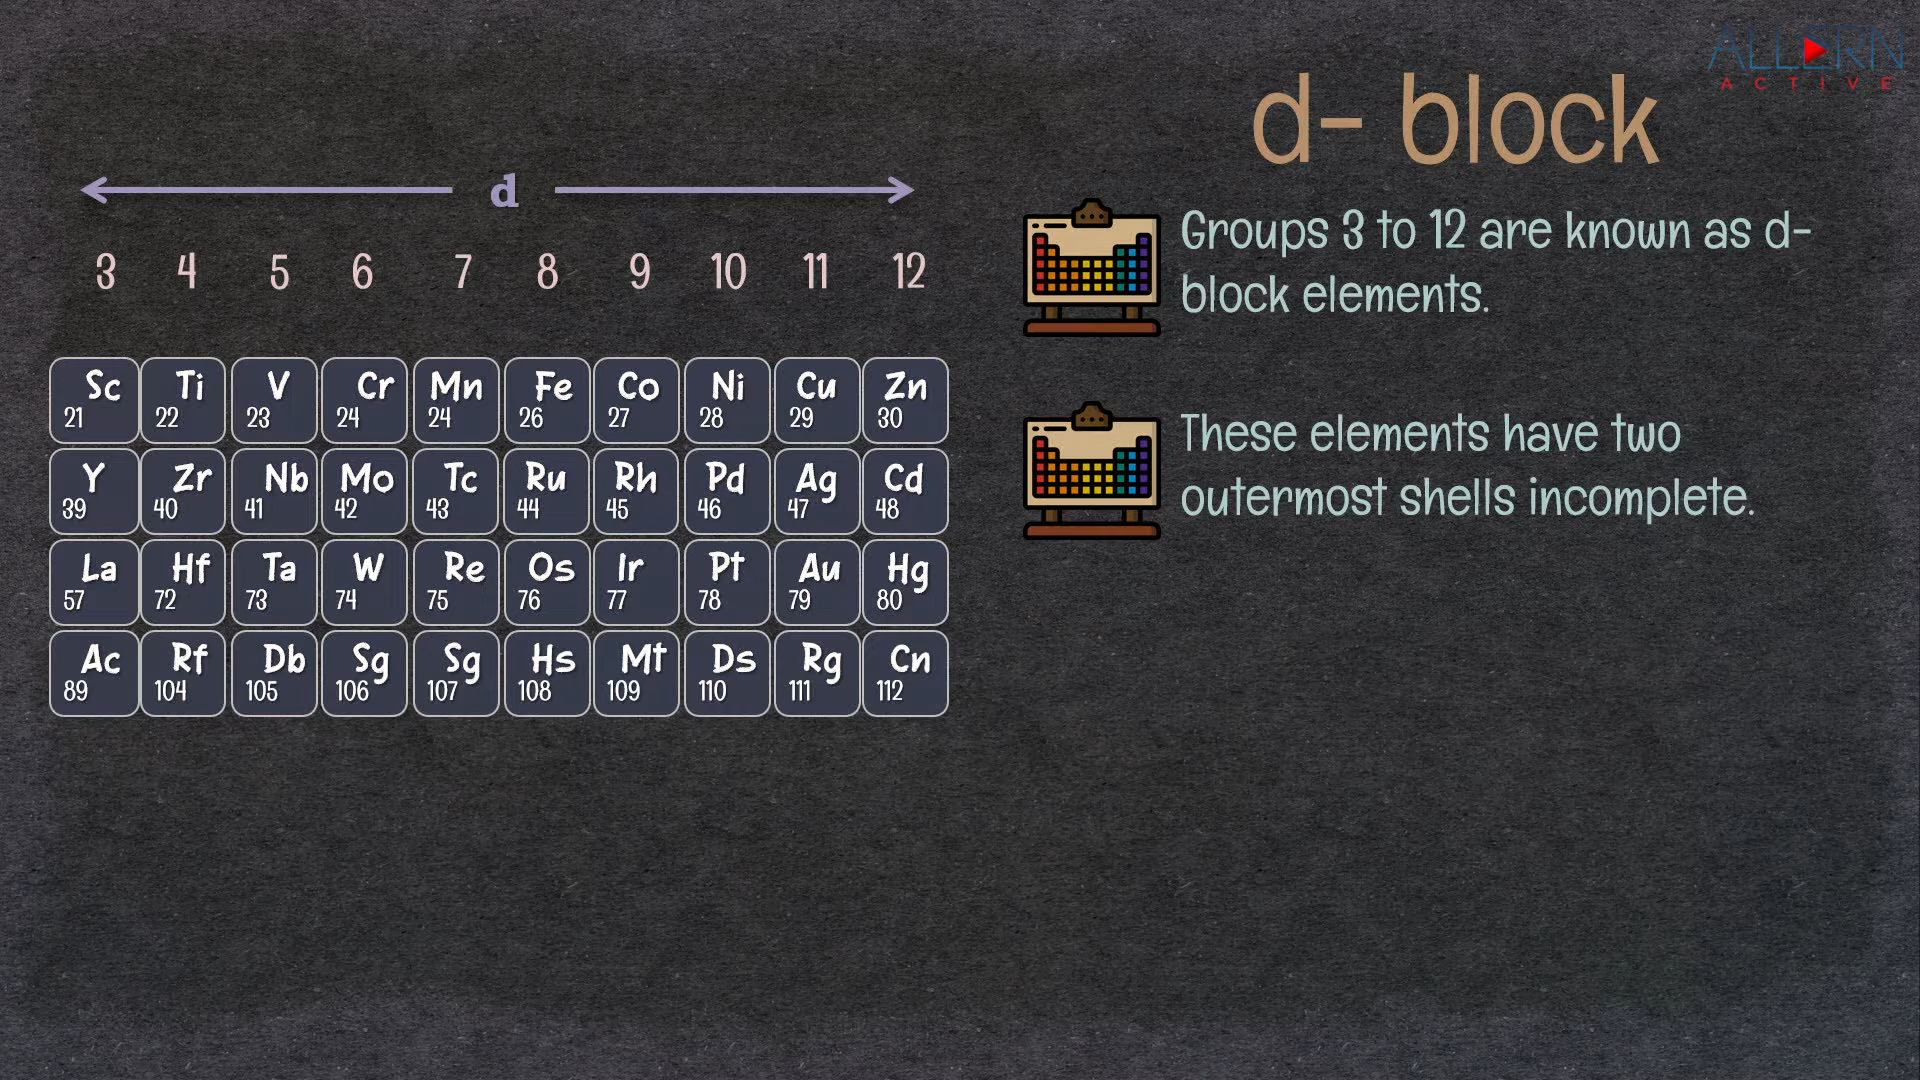 ALLERN
ACTIVE
d- block
d
3 4 5 6 7 8 9 10 11 12
Groups 3 to 12 are known as d-
block elements.
Sc Ti V Cr Mn Fe Co Ni Cu Zn
21 22 23 24 24 26 27 28 29 30
These elements have two
outermost shells incomplete.
Y Zr Nb Mo Tc Ru Rh Pd Ag Cd
39 40 41 42 43 44 45 46 47 48
La Hf Ta W Re Os Ir Pt Au Hg
57 72 73 74 75 76 77 78 79 80
Ac Rf Db Sg Sg Hs Mt Ds Rg Cn
89 104 105 106 107 108 109 110 111 112